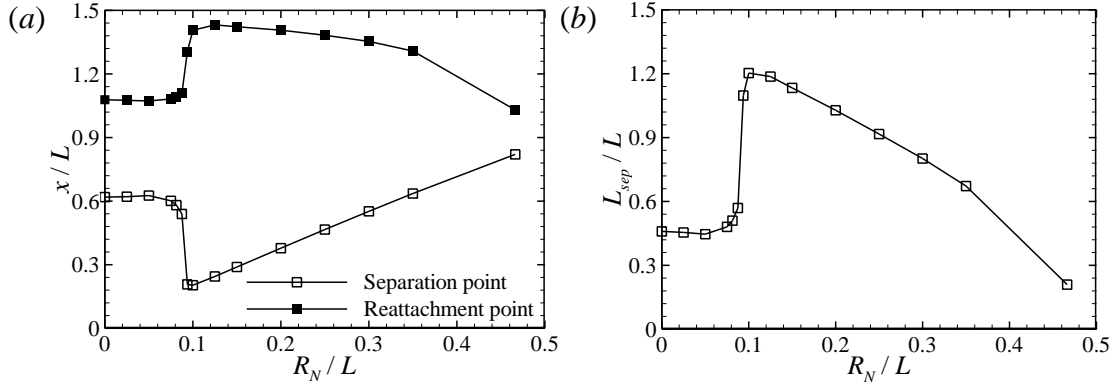 (a)
1.5
1.2
0.9
0.6
0.3
0
x / L
0 0.1 0.2 0.3 0.4 0.5
R_N / L
Separation point
Reattachment point
(b)
1.5
1.2
0.9
0.6
0.3
0
L_sep / L
0 0.1 0.2 0.3 0.4 0.5
R_N / L